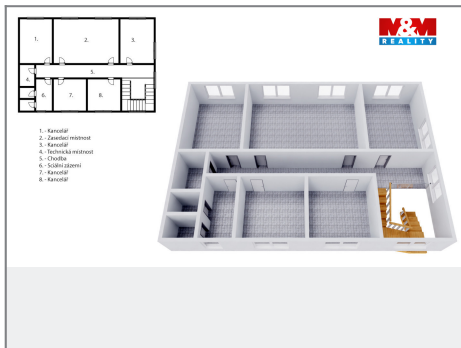 M&M
REALITY
1.
2.
3.
4.
5.
6.
7.
8.
1. - Kancelář
2. - Zasedací místnost
3. - Kancelář
4. - Technická místnost
5. - Chodba
6. - Sciální zázemí
7. - Kancelář
8. - Kancelář